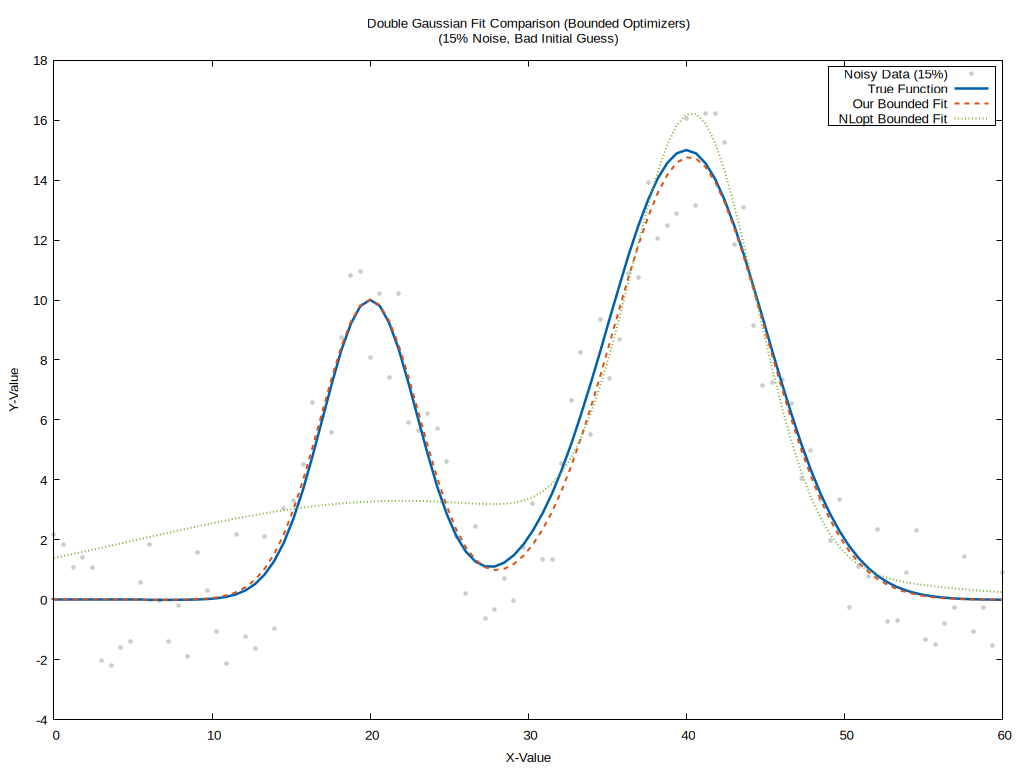 Double Gaussian Fit Comparison (Bounded Optimizers)
(15% Noise, Bad Initial Guess)
18
16
14
12
10
8
6
4
2
0
-2
-4
Y-Value
Noisy Data (15%)
True Function
Our Bounded Fit
NLopt Bounded Fit
0
10
20
30
40
50
60
X-Value